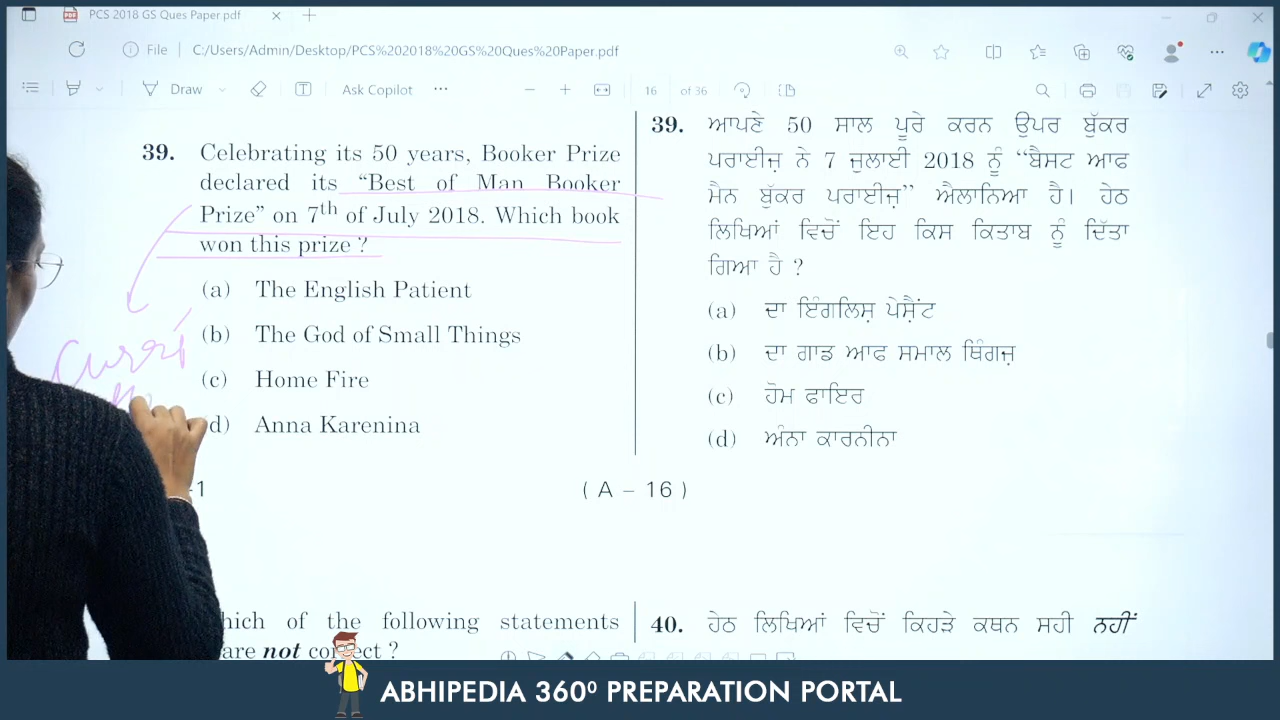 PCS 2018 GS Ques Paper.pdf
File
C:/Users/Admin/Desktop/PCS%202018%20GS%20Ques%20Paper.pdf
Draw
Ask Copilot
16 of 36
39. Celebrating its 50 years, Booker Prize
declared its “Best of Man Booker
Prize” on 7th of July 2018. Which book
won this prize ?
(a) The English Patient
(b) The God of Small Things
(c) Home Fire
d) Anna Karenina
39. ਆਪਣੇ 50 ਸਾਲ ਪੂਰੇ ਕਰਨ ਉਪਰ ਬੁੱਕਰ
ਪਰਾਈਜ਼ ਨੇ 7 ਜੁਲਾਈ 2018 ਨੂੰ “ਬੈਸਟ ਆਫ
ਮੈਨ ਬੁੱਕਰ ਪਰਾਈਜ਼” ਐਲਾਨਿਆ ਹੈ। ਹੇਠ
ਲਿਖਿਆਂ ਵਿਚੋਂ ਇਹ ਕਿਸ ਕਿਤਾਬ ਨੂੰ ਦਿੱਤਾ
ਗਿਆ ਹੈ ?
(a) ਦਾ ਇੰਗਲਿਸ਼ ਪੇਸ਼ੈਂਟ
(b) ਦਾ ਗਾਡ ਆਫ ਸਮਾਲ ਥਿੰਗਜ਼
(c) ਹੋਮ ਫਾਇਰ
(d) ਅੰਨਾ ਕਾਰਨੀਨਾ
-1
( A – 16 )
hich of the following statements
are not correct ?
40. ਹੇਠ ਲਿਖਿਆਂ ਵਿਚੋਂ ਕਿਹੜੇ ਕਥਨ ਸਹੀ ਨਹੀਂ
ABHIPEDIA 360⁰ PREPARATION PORTAL